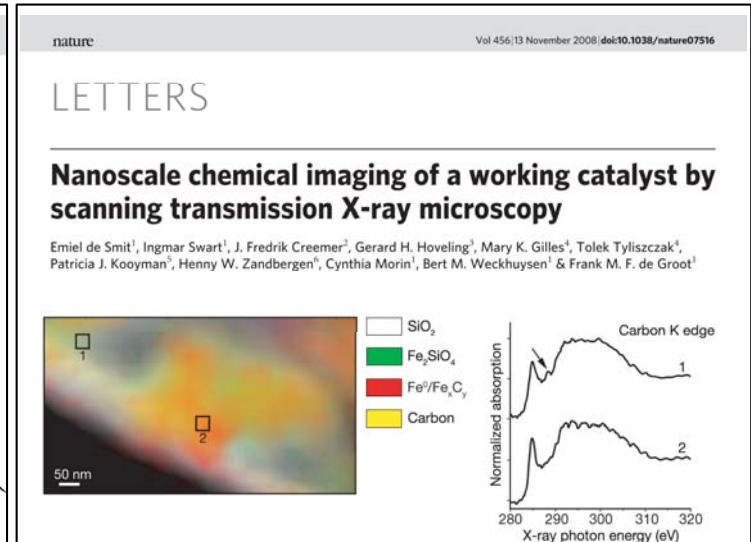 nature
Vol 456|13 November 2008|doi:10.1038/nature07516
LETTERS
Nanoscale chemical imaging of a working catalyst by
scanning transmission X-ray microscopy
Emiel de Smit¹, Ingmar Swart¹, J. Fredrik Creemer², Gerard H. Hoveling³, Mary K. Gilles⁴, Tolek Tyliszczak⁴,
Patricia J. Kooyman⁵, Henny W. Zandbergen⁶, Cynthia Morin¹, Bert M. Weckhuysen¹ & Frank M. F. de Groot¹
1
2
50 nm
SiO₂
Fe₂SiO₄
Fe⁰/FeₓCᵧ
Carbon
Carbon K edge
1
2
Normalized absorption
280 290 300 310 320
X-ray photon energy (eV)